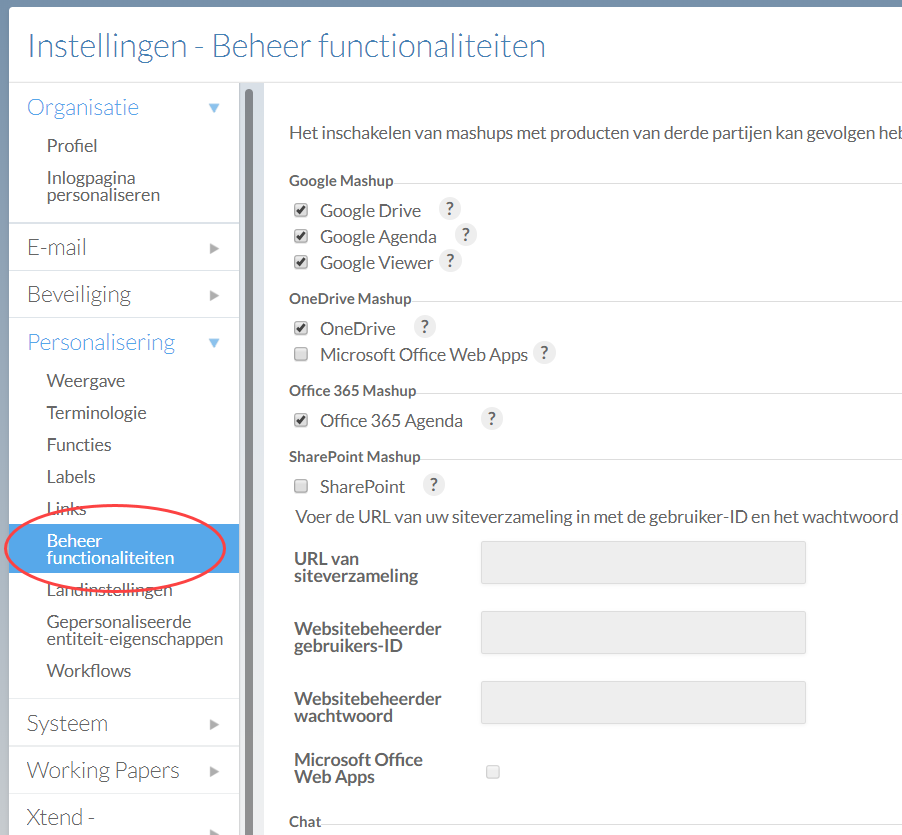 Instellingen - Beheer functionaliteiten
Organisatie
Profiel
Inlogpagina
personaliseren
E-mail
Beveiliging
Personalisering
Weergave
Terminologie
Functies
Labels
Links
Beheer
functionaliteiten
Landinstellingen
Gepersonaliseerde
entiteit-eigenschappen
Workflows
Systeem
Working Papers
Xtend -
Het inschakelen van mashups met producten van derde partijen kan gevolgen
Google Mashup
Google Drive ?
Google Agenda ?
Google Viewer ?
OneDrive Mashup
OneDrive ?
Microsoft Office Web Apps ?
Office 365 Mashup
Office 365 Agenda ?
SharePoint Mashup
SharePoint ?
Voer de URL van uw siteverzameling in met de gebruiker-ID en het wachtwoord
URL van
siteverzameling
Websitebeheerder
gebruikers-ID
Websitebeheerder
wachtwoord
Microsoft Office
Web Apps
Chat